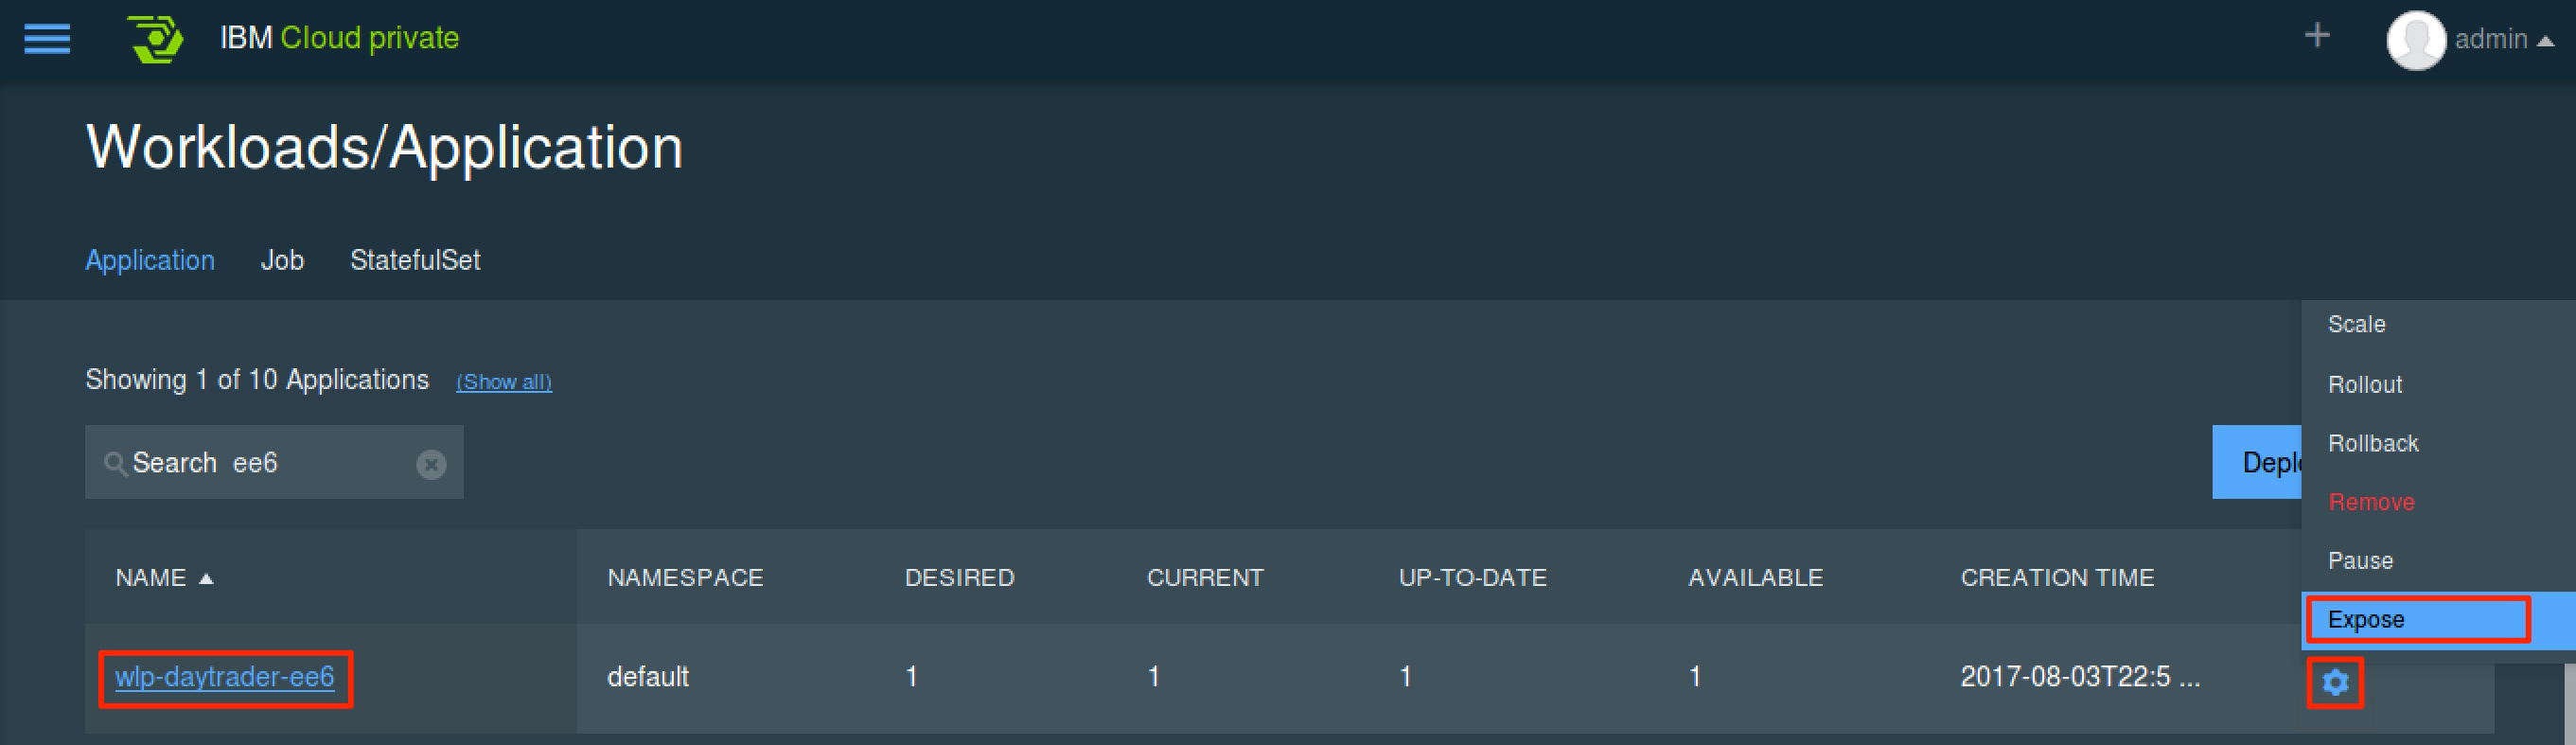 IBM Cloud private
+ admin
Workloads/Application
Application Job StatefulSet
Scale
Showing 1 of 10 Applications (Show all)
Rollout
Rollback
Search ee6
Remove
Pause
NAME NAMESPACE DESIRED CURRENT UP-TO-DATE AVAILABLE CREATION TIME
Expose
wlp-daytrader-ee6 default 1 1 1 1 2017-08-03T22:5 ...